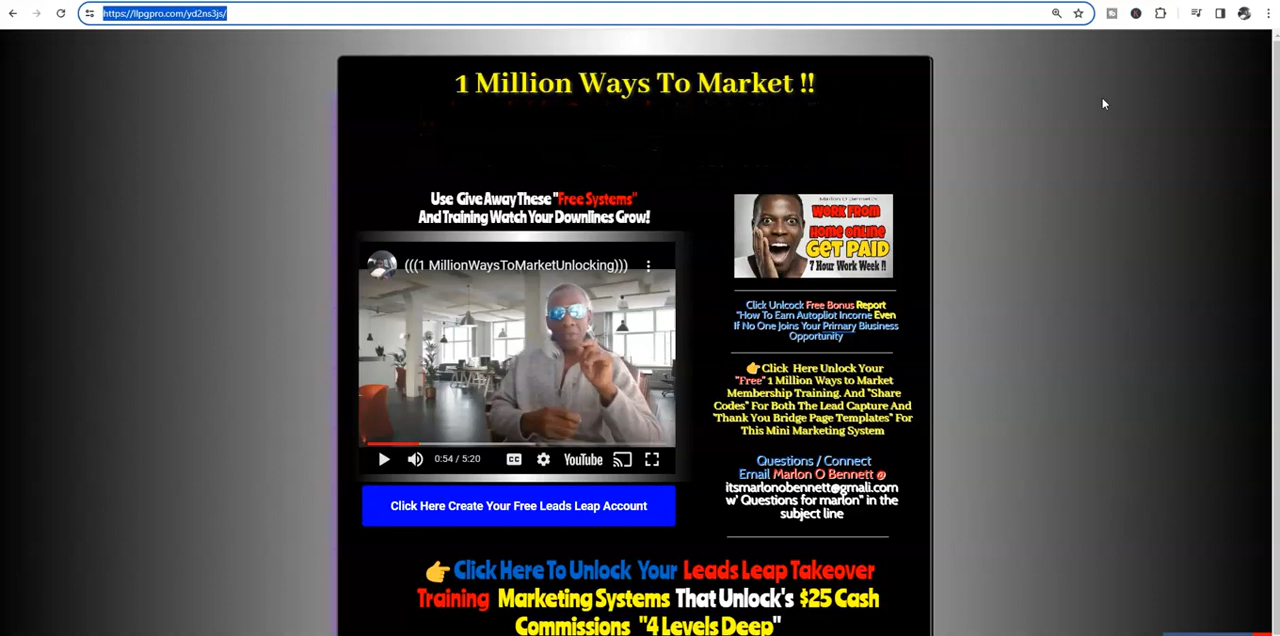 https://llpgpro.com/yd2ns3js/
1 Million Ways To Market !!
Use Give Away These "Free Systems"
And Training Watch Your Downlines Grow!
(((1 MillionWaysToMarketUnlocking)))
0:54 / 5:20
YouTube
Click Here Create Your Free Leads Leap Account
Marlon O Bennett's
WORK FROM
HOME ONLINE
GET PAID
7 Hour Work Week !!
Click Unlcock Free Bonus Report
"How To Earn Autopliot Income Even
If No One Joins Your Primary Biusiness
Opportunity
👉Click Here Unlock Your
"Free" 1 Million Ways to Market
Membership Training. And "Share
Codes" For Both The Lead Capture And
"Thank You Bridge Page Templates" For
This Mini Marketing System
Questions / Connect
Email Marlon O Bennett @
itsmarlonobennett@gmali.com
w' Questions for marlon" in the
subject line
👉Click Here To Unlock Your Leads Leap Takeover
Training Marketing Systems That Unlock's $25 Cash
Commissions "4 Levels Deep"